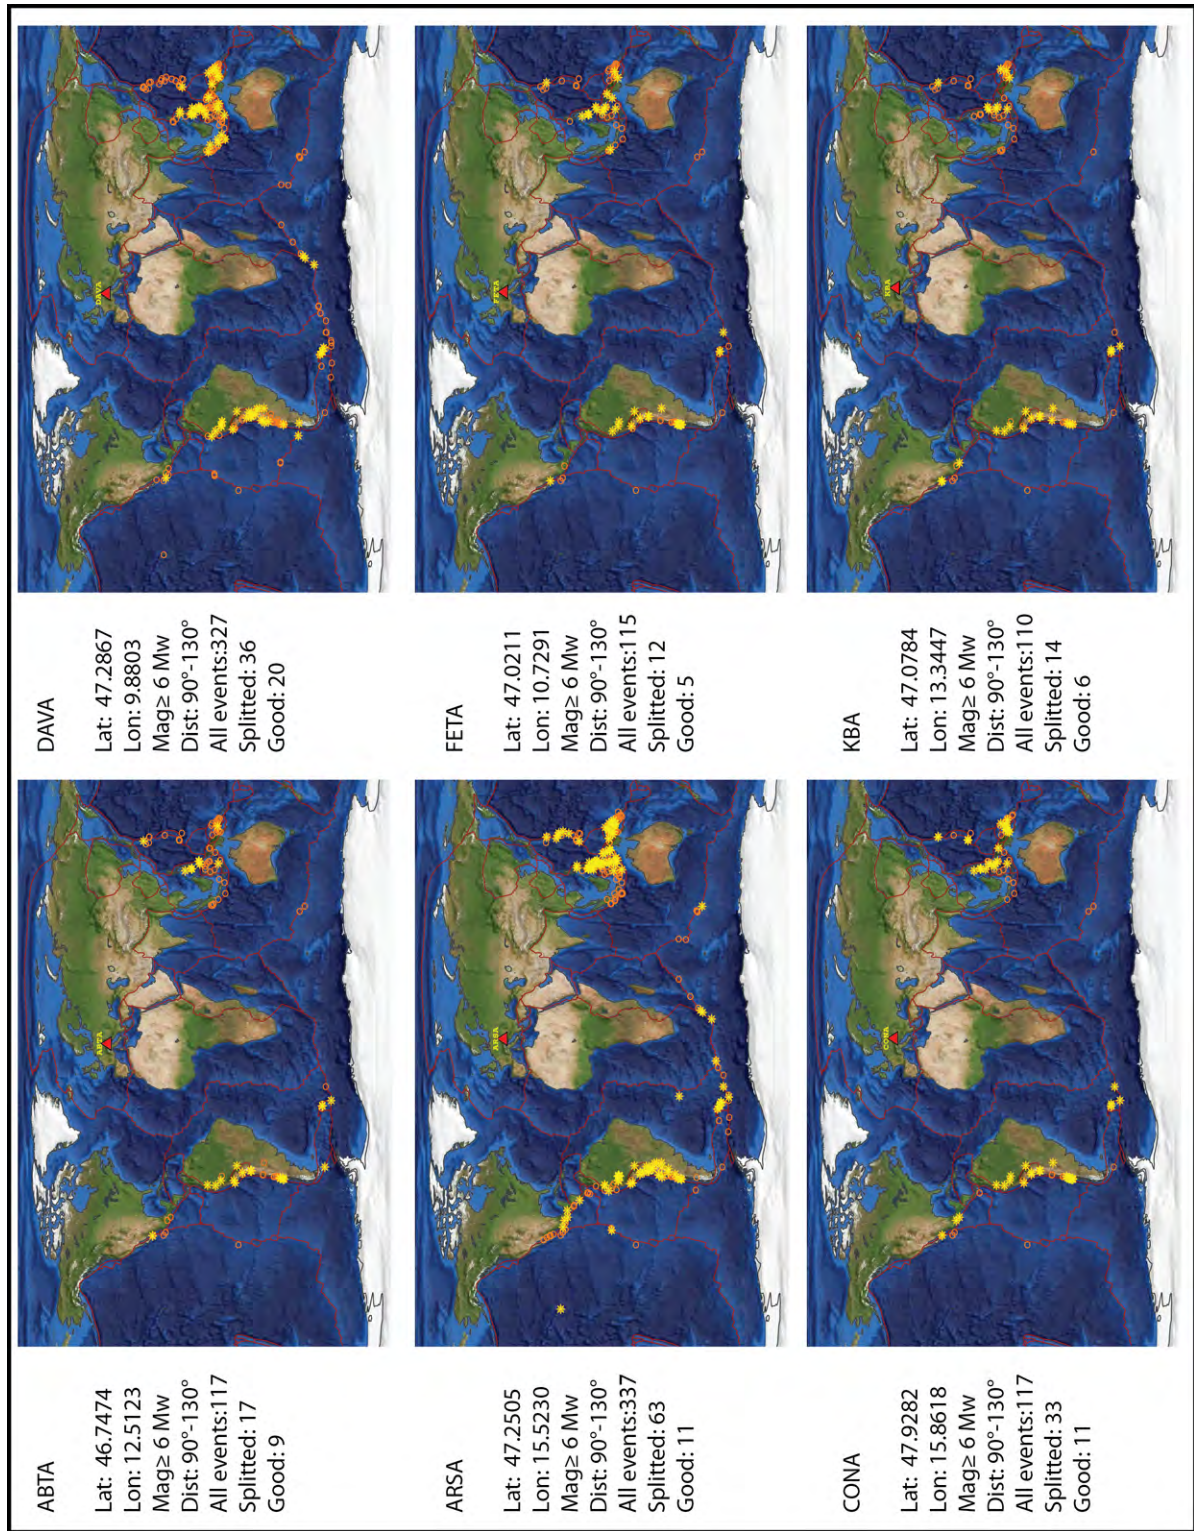 ABTA
Lat: 46.7474
Lon: 12.5123
Mag≥ 6 Mw
Dist: 90°-130°
All events:117
Splitted: 17
Good: 9
ABTA
DAVA
Lat: 47.2867
Lon: 9.8803
Mag≥ 6 Mw
Dist: 90°-130°
All events:327
Splitted: 36
Good: 20
DAVA
ARSA
Lat: 47.2505
Lon: 15.5230
Mag≥ 6 Mw
Dist: 90°-130°
All events:337
Splitted: 63
Good: 11
ARSA
FETA
Lat: 47.0211
Lon: 10.7291
Mag≥ 6 Mw
Dist: 90°-130°
All events:115
Splitted: 12
Good: 5
FETA
CONA
Lat: 47.9282
Lon: 15.8618
Mag≥ 6 Mw
Dist: 90°-130°
All events:117
Splitted: 33
Good: 11
CONA
KBA
Lat: 47.0784
Lon: 13.3447
Mag≥ 6 Mw
Dist: 90°-130°
All events:110
Splitted: 14
Good: 6
KBA